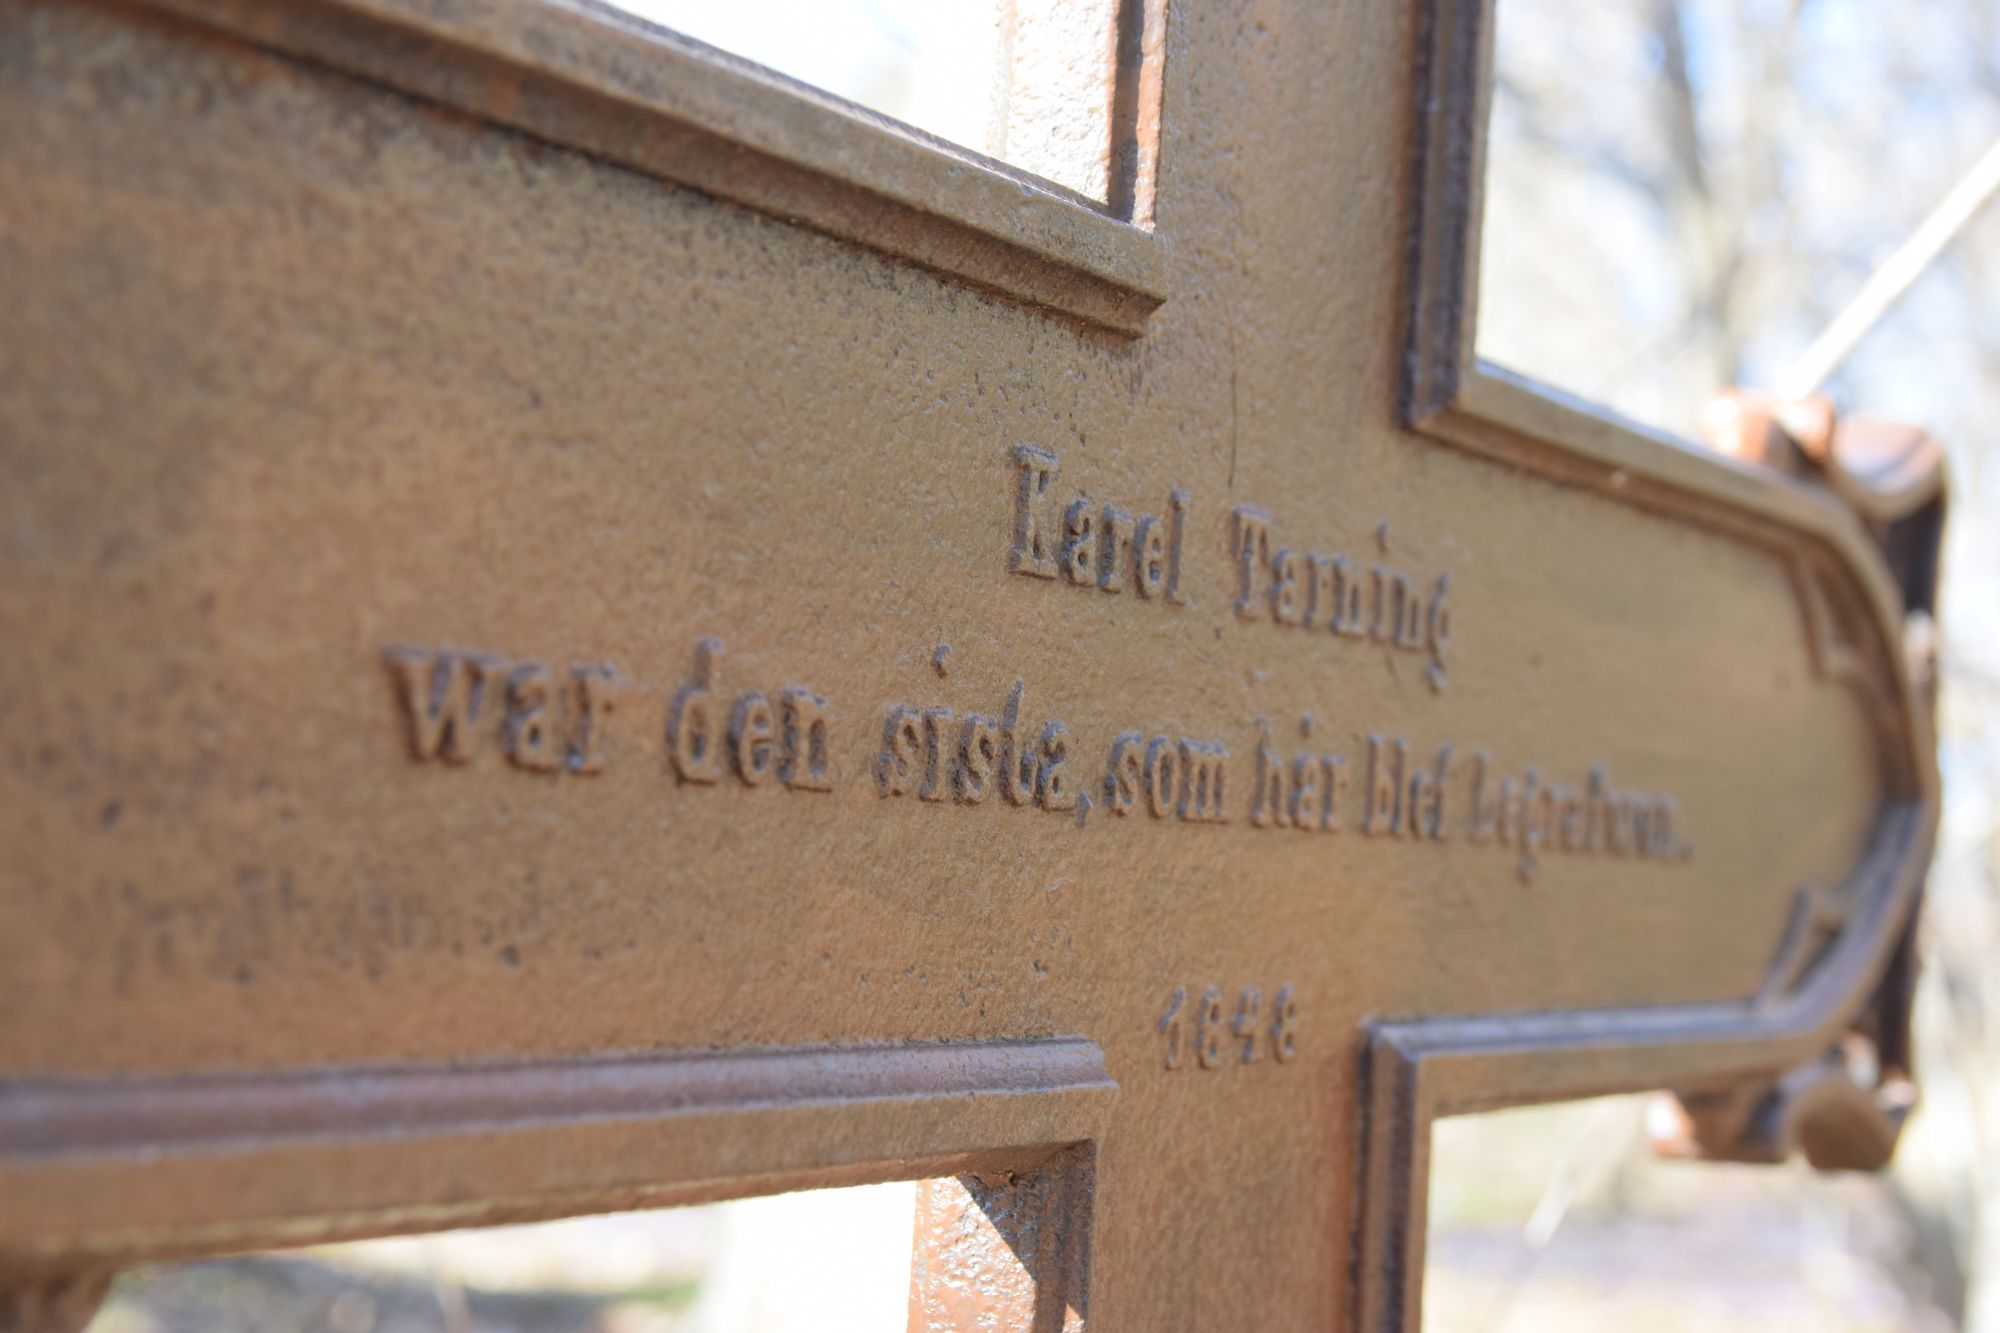 Karel Tarning
war den sista, som här blef begrafwen.
1848